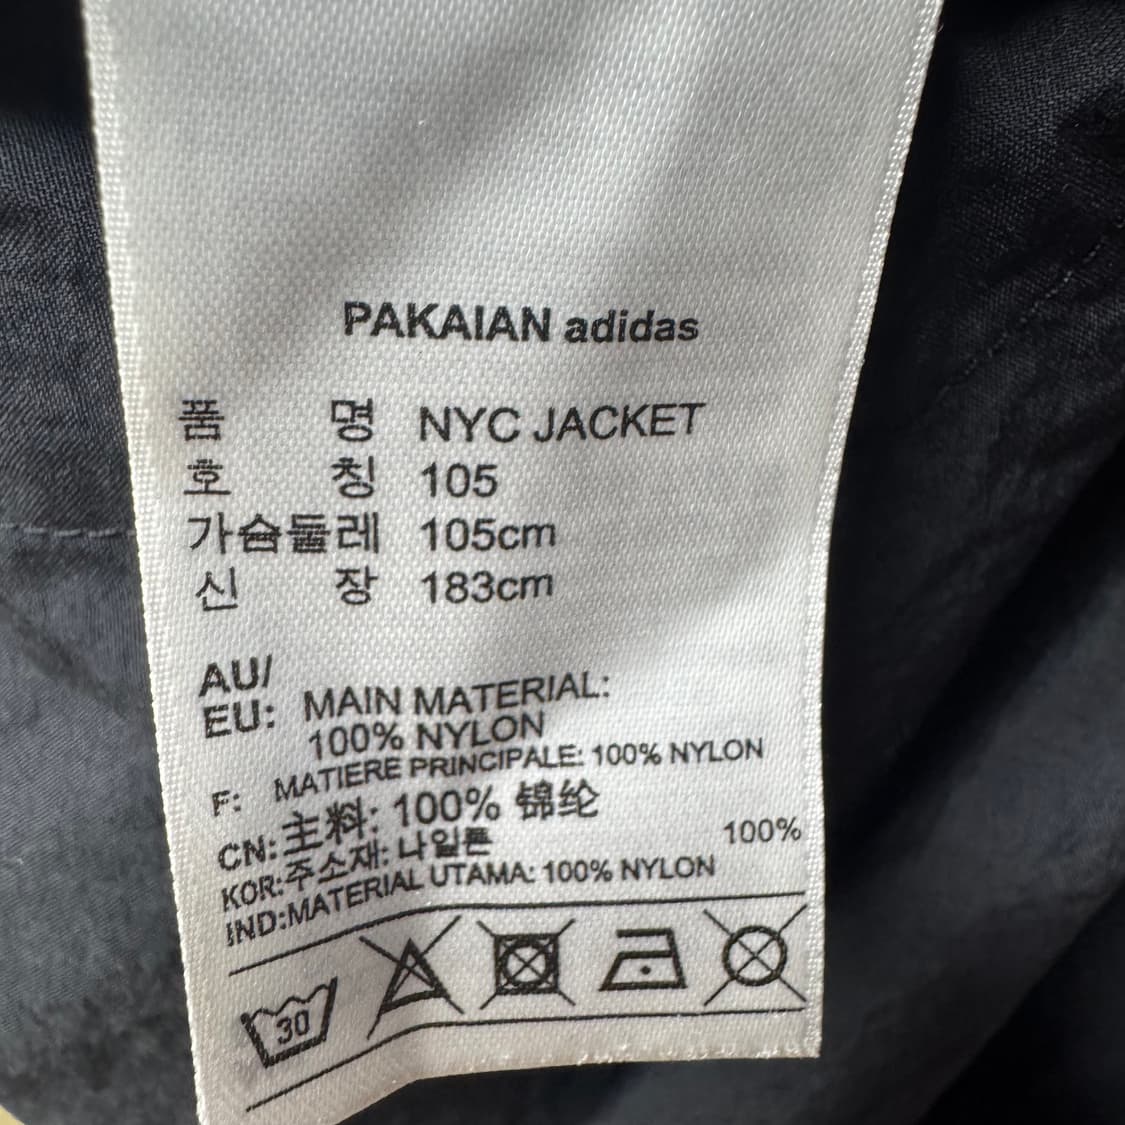 PAKAIAN adidas
품 명 NYC JACKET
호 칭 105
가슴둘레 105cm
신 장 183cm
AU/
EU: MAIN MATERIAL:
100% NYLON
F: MATIERE PRINCIPALE: 100% NYLON
CN: 主料: 100% 锦纶
KOR:주소재: 나일론 100%
IND:MATERIAL UTAMA: 100% NYLON
30